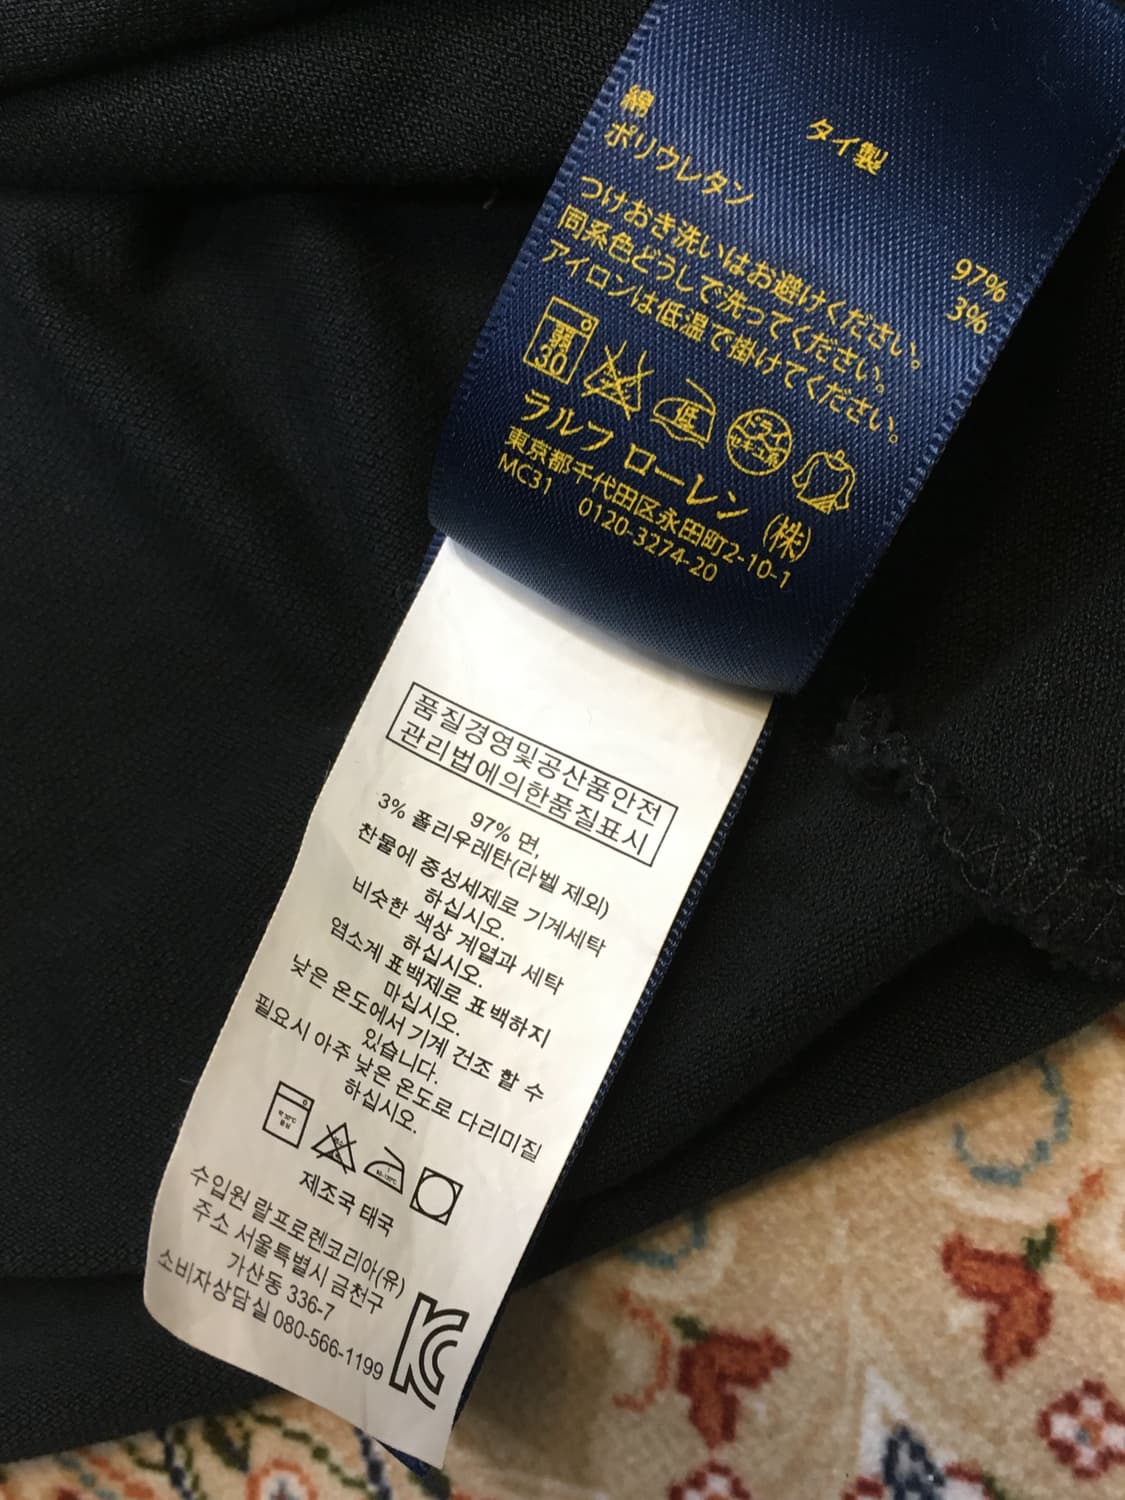 綿 97%
ポリウレタン 3%
タイ製
つけおき洗いはお避けください。
同系色どうしで洗ってください。
アイロンは低温で掛けてください。
弱
30
低
ドライ
セキユ系
ラルフ ローレン (株)
東京都千代田区永田町2-10-1
MC31 0120-3274-20
품질경영및공산품안전
관리법에의한품질표시
97% 면,
3% 폴리우레탄(라벨 제외)
찬물에 중성세제로 기계세탁
하십시오.
비슷한 색상 계열과 세탁
하십시오.
염소계 표백제로 표백하지
마십시오.
낮은 온도에서 기계 건조 할 수
있습니다.
필요시 아주 낮은 온도로 다리미질
하십시오.
제조국 태국
수입원 랄프로렌코리아(유)
주소 서울특별시 금천구
가산동 336-7
소비자상담실 080-566-1199